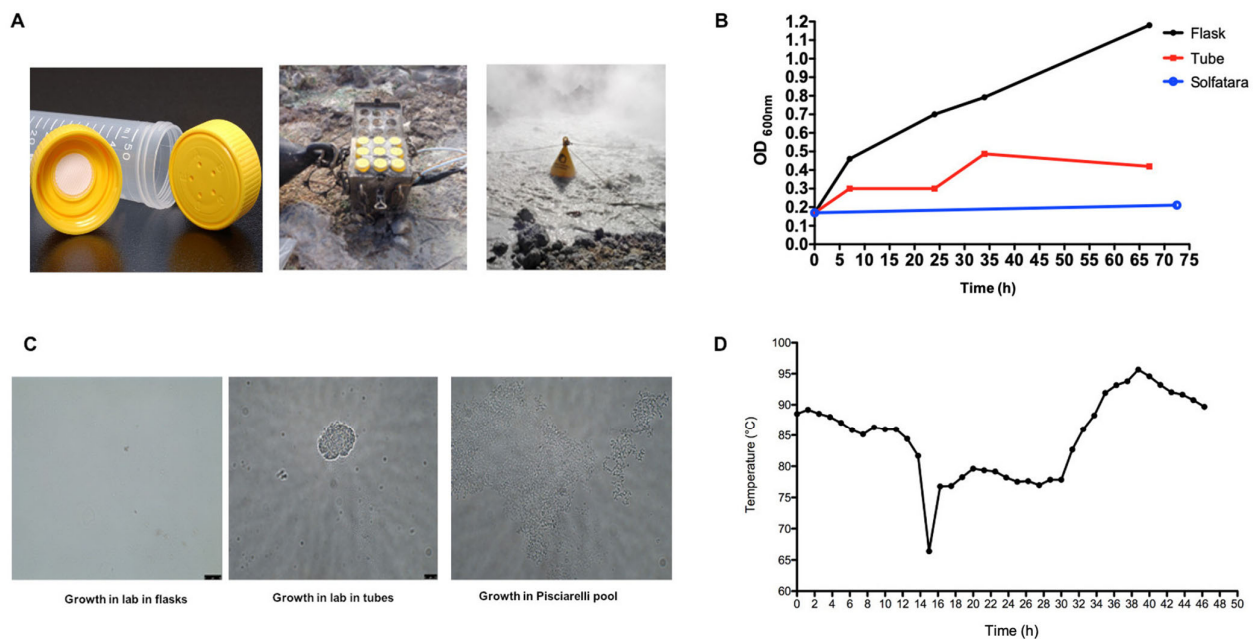 A
B
1.2
1.1
1.0
0.9
0.8
0.7
0.6
0.5
0.4
0.3
0.2
0.1
0.0
OD 600nm
0 5 10 15 20 25 30 35 40 45 50 55 60 65 70 75
Time (h)
Flask
Tube
Solfatara
C
Growth in lab in flasks
Growth in lab in tubes
Growth in Pisciarelli pool
D
100
95
90
85
80
75
70
65
60
Temperature (°C)
0 2 4 6 8 10 12 14 16 18 20 22 24 26 28 30 32 34 36 38 40 42 44 46 48 50
Time (h)